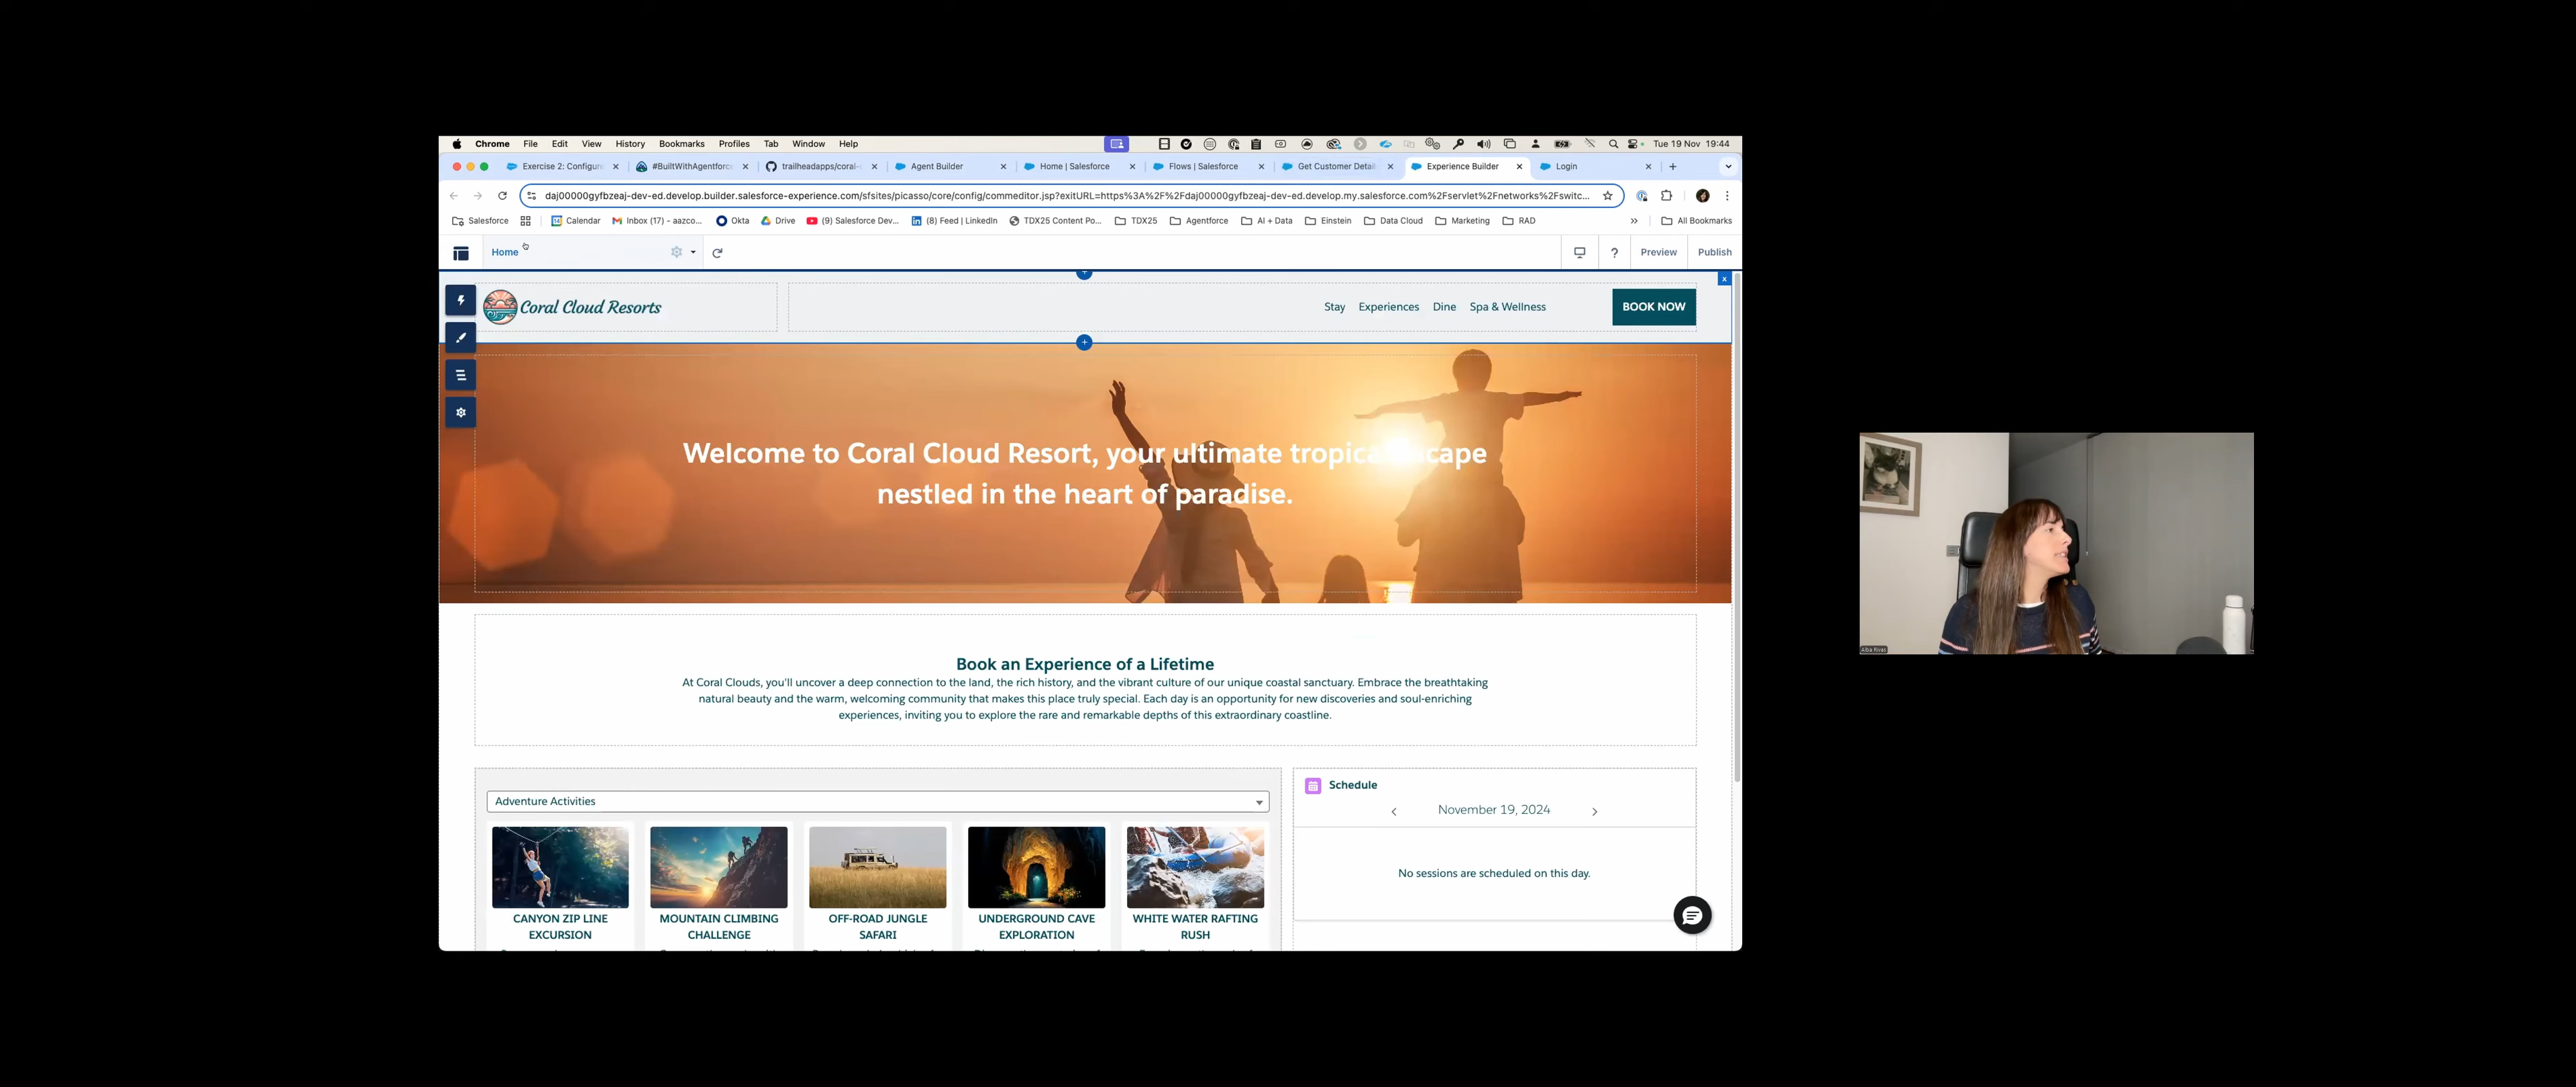 Chrome File Edit View History Bookmarks Profiles Tab Window Help
Tue 19 Nov 19:44
Exercise 2: Configur
#BuiltWithAgentforc
trailheadapps/coral-c
Agent Builder
Home | Salesforce
Flows | Salesforce
Get Customer Detail
Experience Builder
Login
daj00000gyfbzeaj-dev-ed.develop.builder.salesforce-experience.com/sfsites/picasso/core/config/commeditor.jsp?exitURL=https%3A%2F%2Fdaj00000gyfbzeaj-dev-ed.develop.my.salesforce.com%2Fservlet%2Fnetworks%2Fswitc...
Salesforce
Calendar
Inbox (17) - aazco...
Okta
Drive
(9) Salesforce Dev...
(8) Feed | LinkedIn
TDX25 Content Po...
TDX25
Agentforce
AI + Data
Einstein
Data Cloud
Marketing
RAD
»
All Bookmarks
Home
?
Preview
Publish
Coral Cloud Resorts
Stay Experiences Dine Spa & Wellness
BOOK NOW
Welcome to Coral Cloud Resort, your ultimate tropical escape
nestled in the heart of paradise.
Book an Experience of a Lifetime
At Coral Clouds, you'll uncover a deep connection to the land, the rich history, and the vibrant culture of our unique coastal sanctuary. Embrace the breathtaking
natural beauty and the warm, welcoming community that makes this place truly special. Each day is an opportunity for new discoveries and soul-enriching
experiences, inviting you to explore the rare and remarkable depths of this extraordinary coastline.
Adventure Activities
CANYON ZIP LINE
EXCURSION
MOUNTAIN CLIMBING
CHALLENGE
OFF-ROAD JUNGLE
SAFARI
UNDERGROUND CAVE
EXPLORATION
WHITE WATER RAFTING
RUSH
Schedule
November 19, 2024
No sessions are scheduled on this day.
Alba Rivas